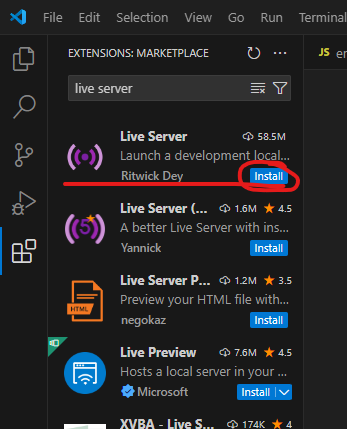 File Edit Selection View Go Run Terminal
EXTENSIONS: MARKETPLACE
JS er
live server
Live Server 58.5M
Launch a development local...
Ritwick Dey Install
Live Server (... 1.6M ★ 4.5
5
A better Live Server with ins...
Yannick Install
Live Server P... 1.2M ★ 3.5
HTML
Preview your HTML file with...
negokaz Install
Live Preview 7.6M ★ 4.5
Hosts a local server in your ...
Microsoft Install
XVBA - Live S... 174K ★ 4